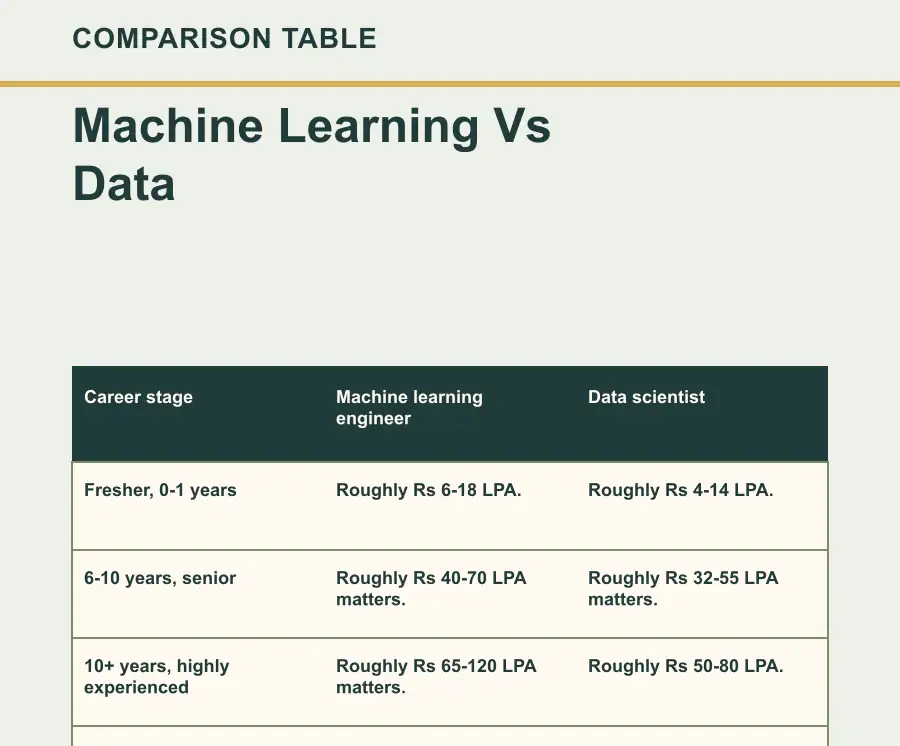 COMPARISON TABLE
Machine Learning Vs
Data
Career stage
Machine learning
engineer
Data scientist
Fresher, 0-1 years
Roughly Rs 6-18 LPA.
Roughly Rs 4-14 LPA.
6-10 years, senior
Roughly Rs 40-70 LPA
matters.
Roughly Rs 32-55 LPA
matters.
10+ years, highly
experienced
Roughly Rs 65-120 LPA
matters.
Roughly Rs 50-80 LPA.